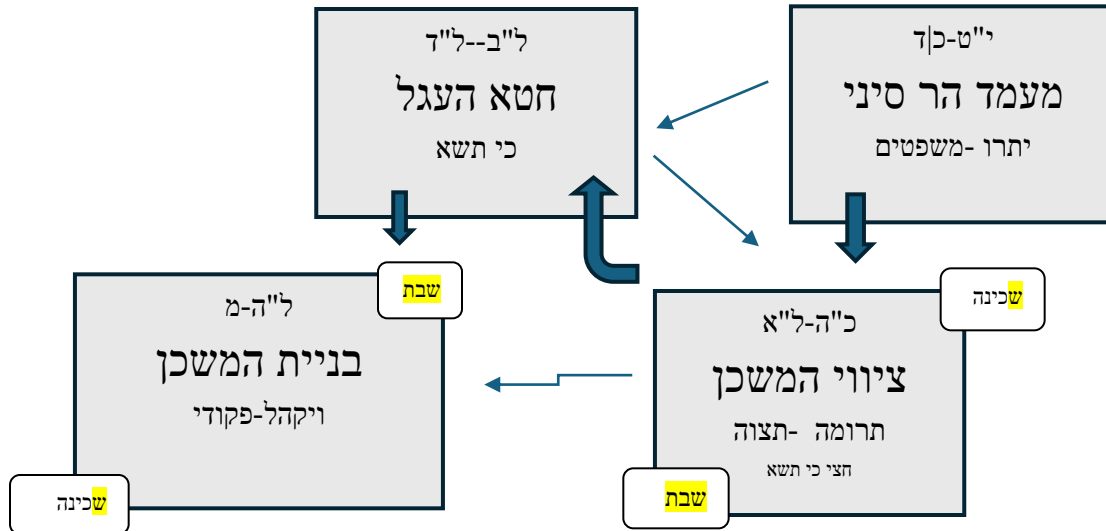 י"ט-כ|ד
מעמד הר סיני
יתרו -משפטים
ל"ב--ל"ד
חטא העגל
כי תשא
שכינה
כ"ה-ל"א
ציווי המשכן
תרומה -תצוה
חצי כי תשא
שבת
שבת
ל"ה-מ
בניית המשכן
ויקהל-פקודי
שכינה